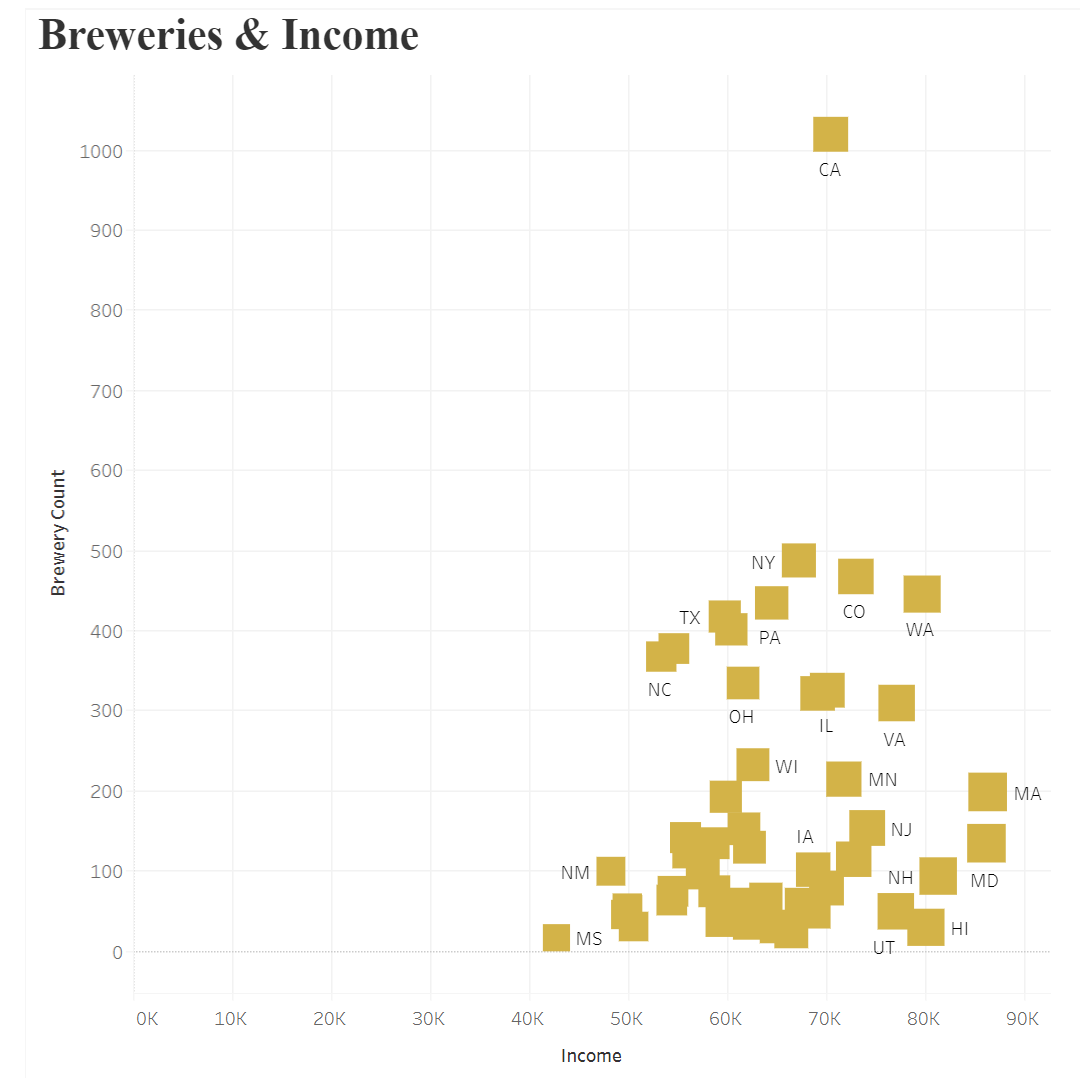 Breweries & Income
1000
CA
900
800
700
600
Brewery Count
500
NY
CO
TX
400
PA
WA
NC
OH
300
IL
VA
WI
MN
200
MA
IA
NJ
100
NM
NH
MD
MS
HI
UT
0
0K 10K 20K 30K 40K 50K 60K 70K 80K 90K
Income